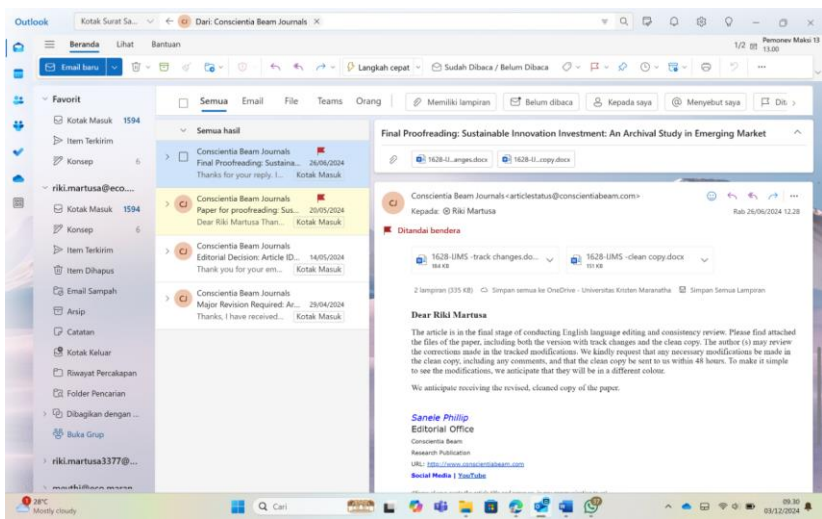 Outlook
Kotak Surat Sa...
Dari: Conscientia Beam Journals
Beranda Lihat Bantuan
1/2 Pemonev Maksi 13
13.00
Email baru
Langkah cepat
Sudah Dibaca / Belum Dibaca
Favorit
Kotak Masuk 1594
Item Terkirim
Konsep 6
riki.martusa@eco....
Kotak Masuk 1594
Konsep 6
Item Terkirim
Item Dihapus
Email Sampah
Arsip
Catatan
Kotak Keluar
Riwayat Percakapan
Folder Pencarian
Dibagikan dengan ...
Buka Grup
riki.martusa3377@...
Semua Email File Teams Orang
Memiliki lampiran Belum dibaca Kepada saya Menyebut saya
Semua hasil
Conscientia Beam Journals
Final Proofreading: Sustaina... 26/06/2024
Thanks for your reply. I... Kotak Masuk
CJ
Conscientia Beam Journals
Paper for proofreading: Sus... 20/05/2024
Dear Riki Martusa Than... Kotak Masuk
CJ
Conscientia Beam Journals
Editorial Decision: Article ID... 14/05/2024
Thank you for your em... Kotak Masuk
CJ
Conscientia Beam Journals
Major Revision Required: Ar... 29/04/2024
Thanks, I have received... Kotak Masuk
Final Proofreading: Sustainable Innovation Investment: An Archival Study in Emerging Market
1628-U...anges.docx 1628-U...copy.docx
CJ
Conscientia Beam Journals<articlestatus@conscientiabeam.com>
Kepada: Riki Martusa
Rab 26/06/2024 12.28
Ditandai bendera
1628-UMS -track changes.do...
184 KB
1628-UMS -clean copy.docx
151 KB
2 lampiran (335 KB) Simpan semua ke OneDrive - Universitas Kristen Maranatha Simpan Semua Lampiran
Dear Riki Martusa
The article is in the final stage of conducting English language editing and consistency review. Please find attached
the files of the paper, including both the version with track changes and the clean copy. The author (s) may review
the corrections made in the tracked modifications. We kindly request that any necessary modifications be made in
the clean copy, including any comments, and that the clean copy be sent to us within 48 hours. To make it simple
to see the modifications, we anticipate that they will be in a different colour.
We anticipate receiving the revised, cleaned copy of the paper.
Sanele Phillip
Editorial Office
Conscientia Beam
Research Publication
URL: http://www.conscientiabeam.com
Social Media | YouTube
28°C
Mostly cloudy
Cari
09.30
03/12/2024